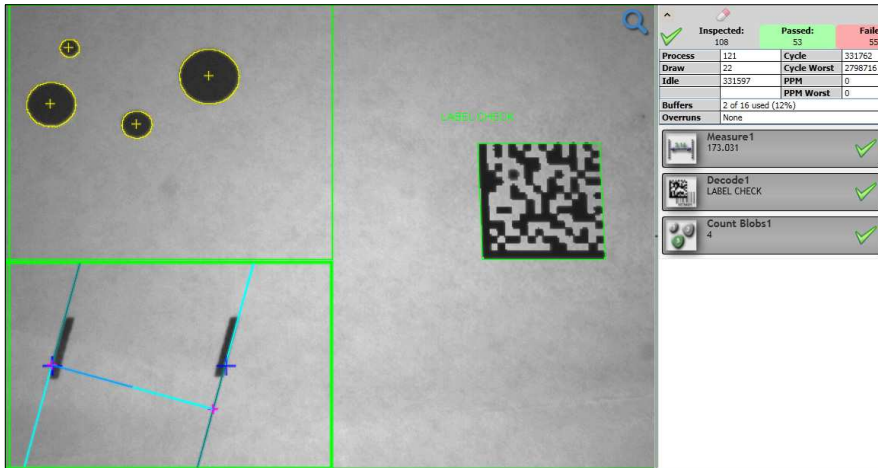 LABEL CHECK
Inspected: Passed: Faile
108 53 55
Process 121 Cycle 331762
Draw 22 Cycle Worst 2798716
Idle 331597 PPM 0
PPM Worst 0
Buffers 2 of 16 used (12%)
Overruns None
Measure1
173.031
Decode1
LABEL CHECK
Count Blobs1
4